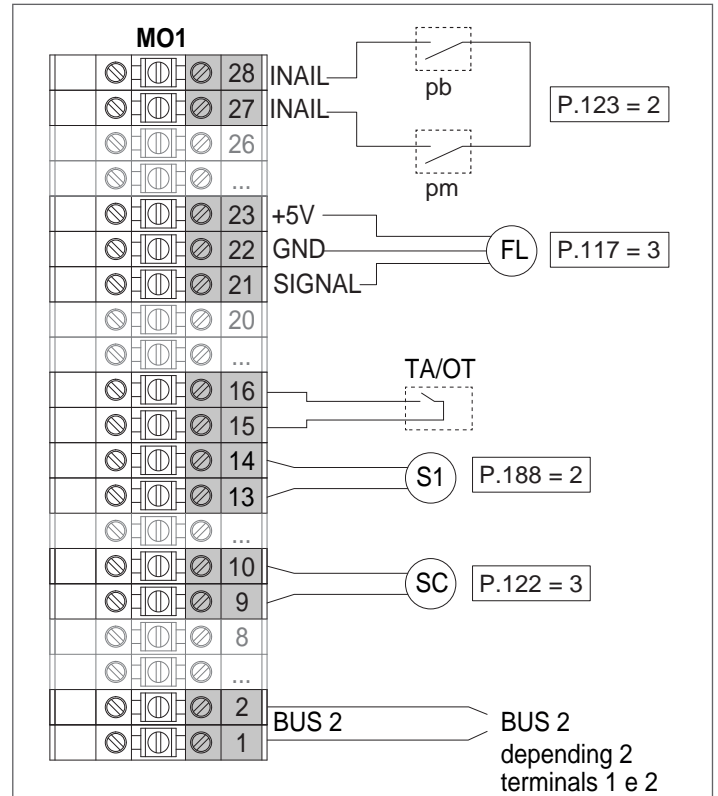 MO1
28 INAIL
pb
27 INAIL
P.123 = 2
26
...
pm
23 +5V
22 GND
FL
P.117 = 3
21 SIGNAL
20
...
TA/OT
16
15
14
S1
P.188 = 2
13
...
10
SC
P.122 = 3
9
8
...
2
BUS 2
BUS 2
1
depending 2
terminals 1 e 2